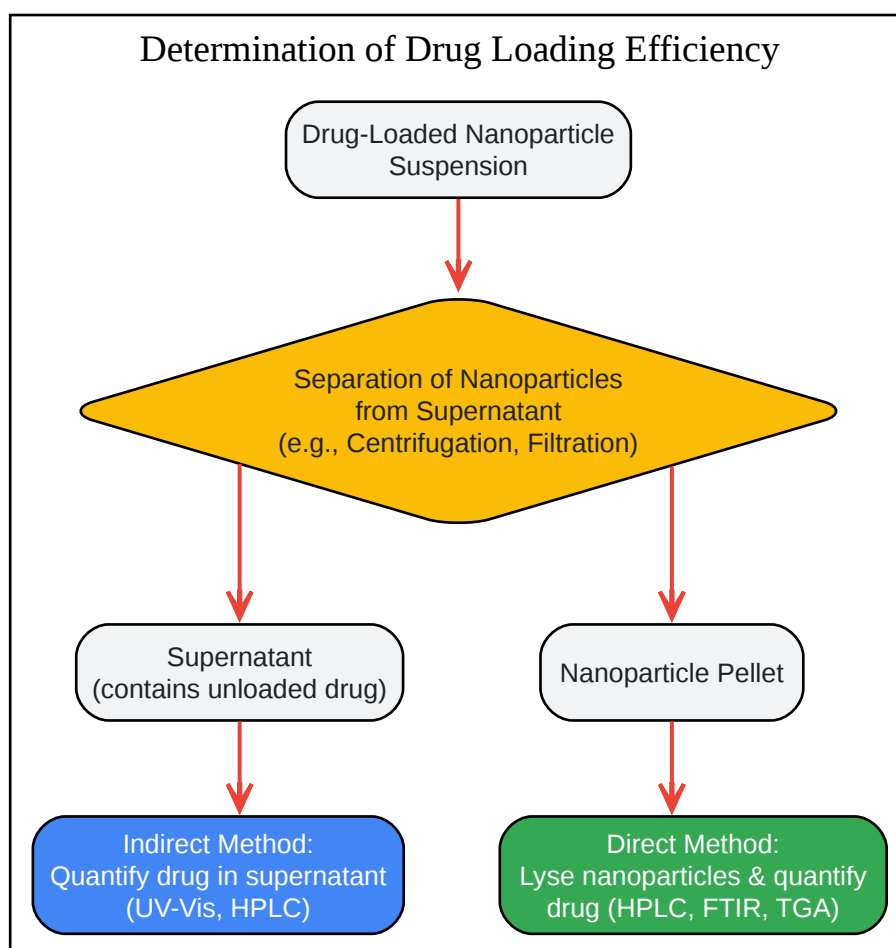 Determination of Drug Loading Efficiency
Drug-Loaded Nanoparticle
Suspension
Separation of Nanoparticles
from Supernatant
(e.g., Centrifugation, Filtration)
Supernatant
(contains unloaded drug)
Nanoparticle Pellet
Indirect Method:
Quantify drug in supernatant
(UV-Vis, HPLC)
Direct Method:
Lyse nanoparticles & quantify
drug (HPLC, FTIR, TGA)